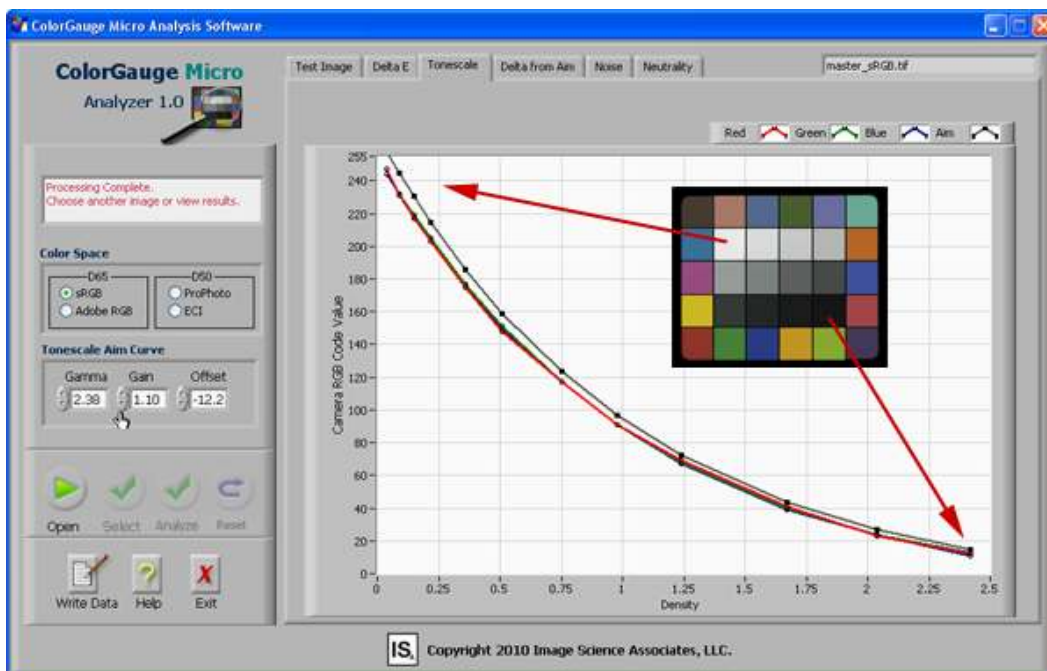 ColorGauge Micro Analysis Software
ColorGauge Micro
Analyzer 1.0
Test Image Delta E Tonescale Delta from Aim Noise Neutrality master_sRGB.tif
Processing Complete.
Choose another image or view results.
Color Space
D65
sRGB
Adobe RGB
D50
ProPhoto
ECI
Tonescale Aim Curve
Gamma Gain Offset
2.38 1.10 -12.2
Open Select Analyze Reset
Write Data Help Exit
Red Green Blue Aim
Camera RGB Code Value
255
240
220
200
180
160
140
120
100
80
60
40
20
0
0 0.25 0.5 0.75 1 1.25 1.5 1.75 2 2.25 2.5
Density
IS Copyright 2010 Image Science Associates, LLC.